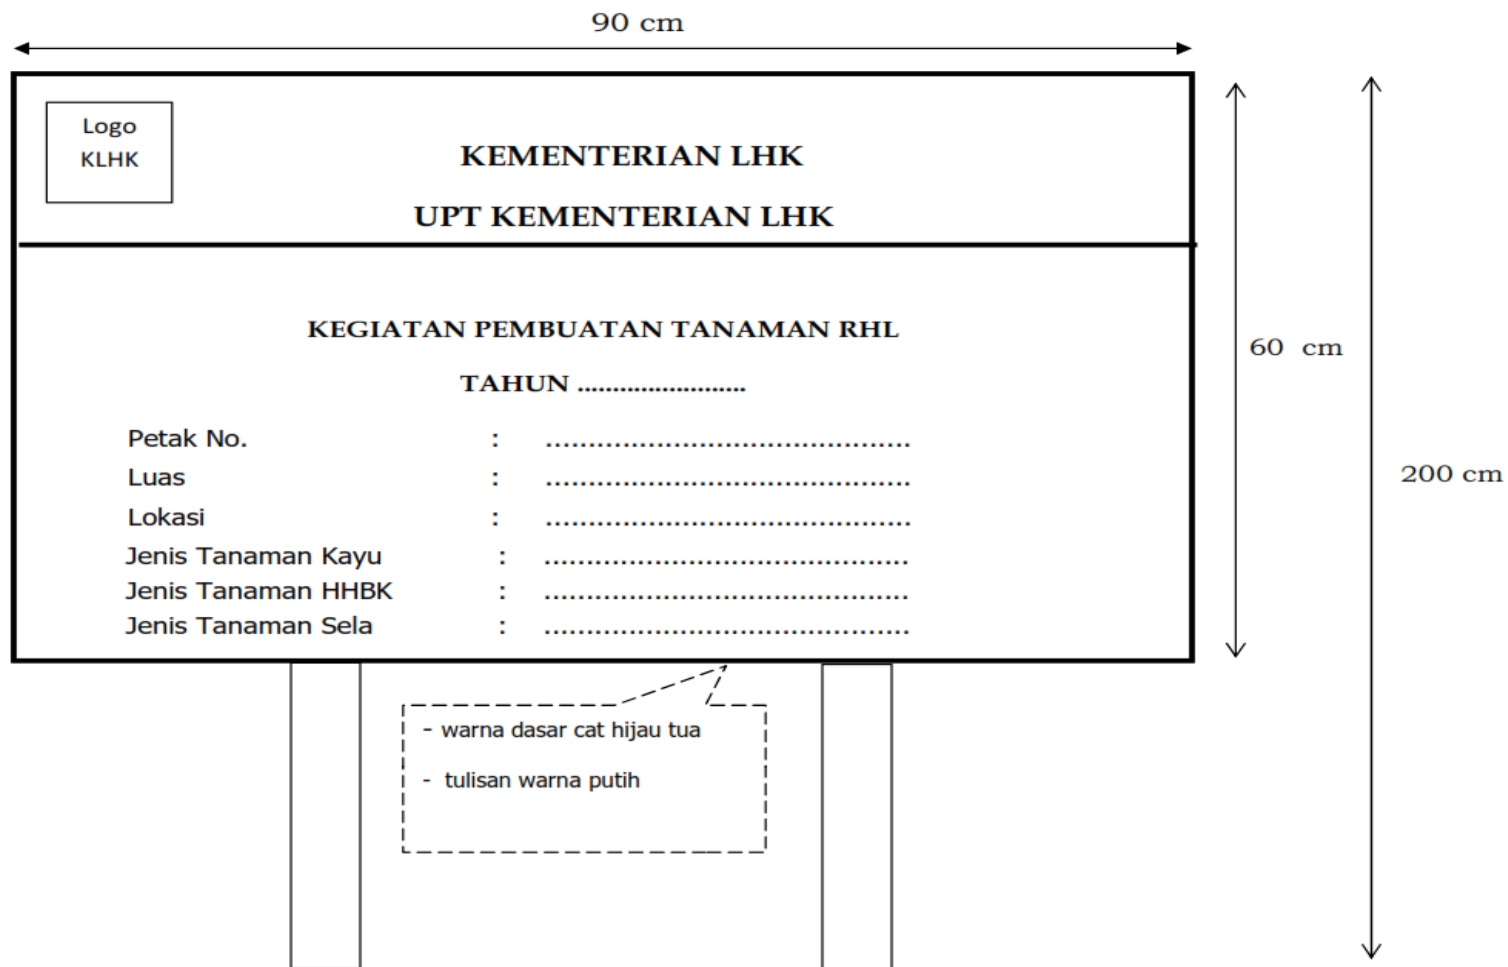 90 cm
Logo
KLHK
KEMENTERIAN LHK
UPT KEMENTERIAN LHK
KEGIATAN PEMBUATAN TANAMAN RHL
TAHUN ........................
60 cm
200 cm
Petak No. : ...........................................
Luas : ...........................................
Lokasi : ...........................................
Jenis Tanaman Kayu : ...........................................
Jenis Tanaman HHBK : ...........................................
Jenis Tanaman Sela : ...........................................
- warna dasar cat hijau tua
- tulisan warna putih